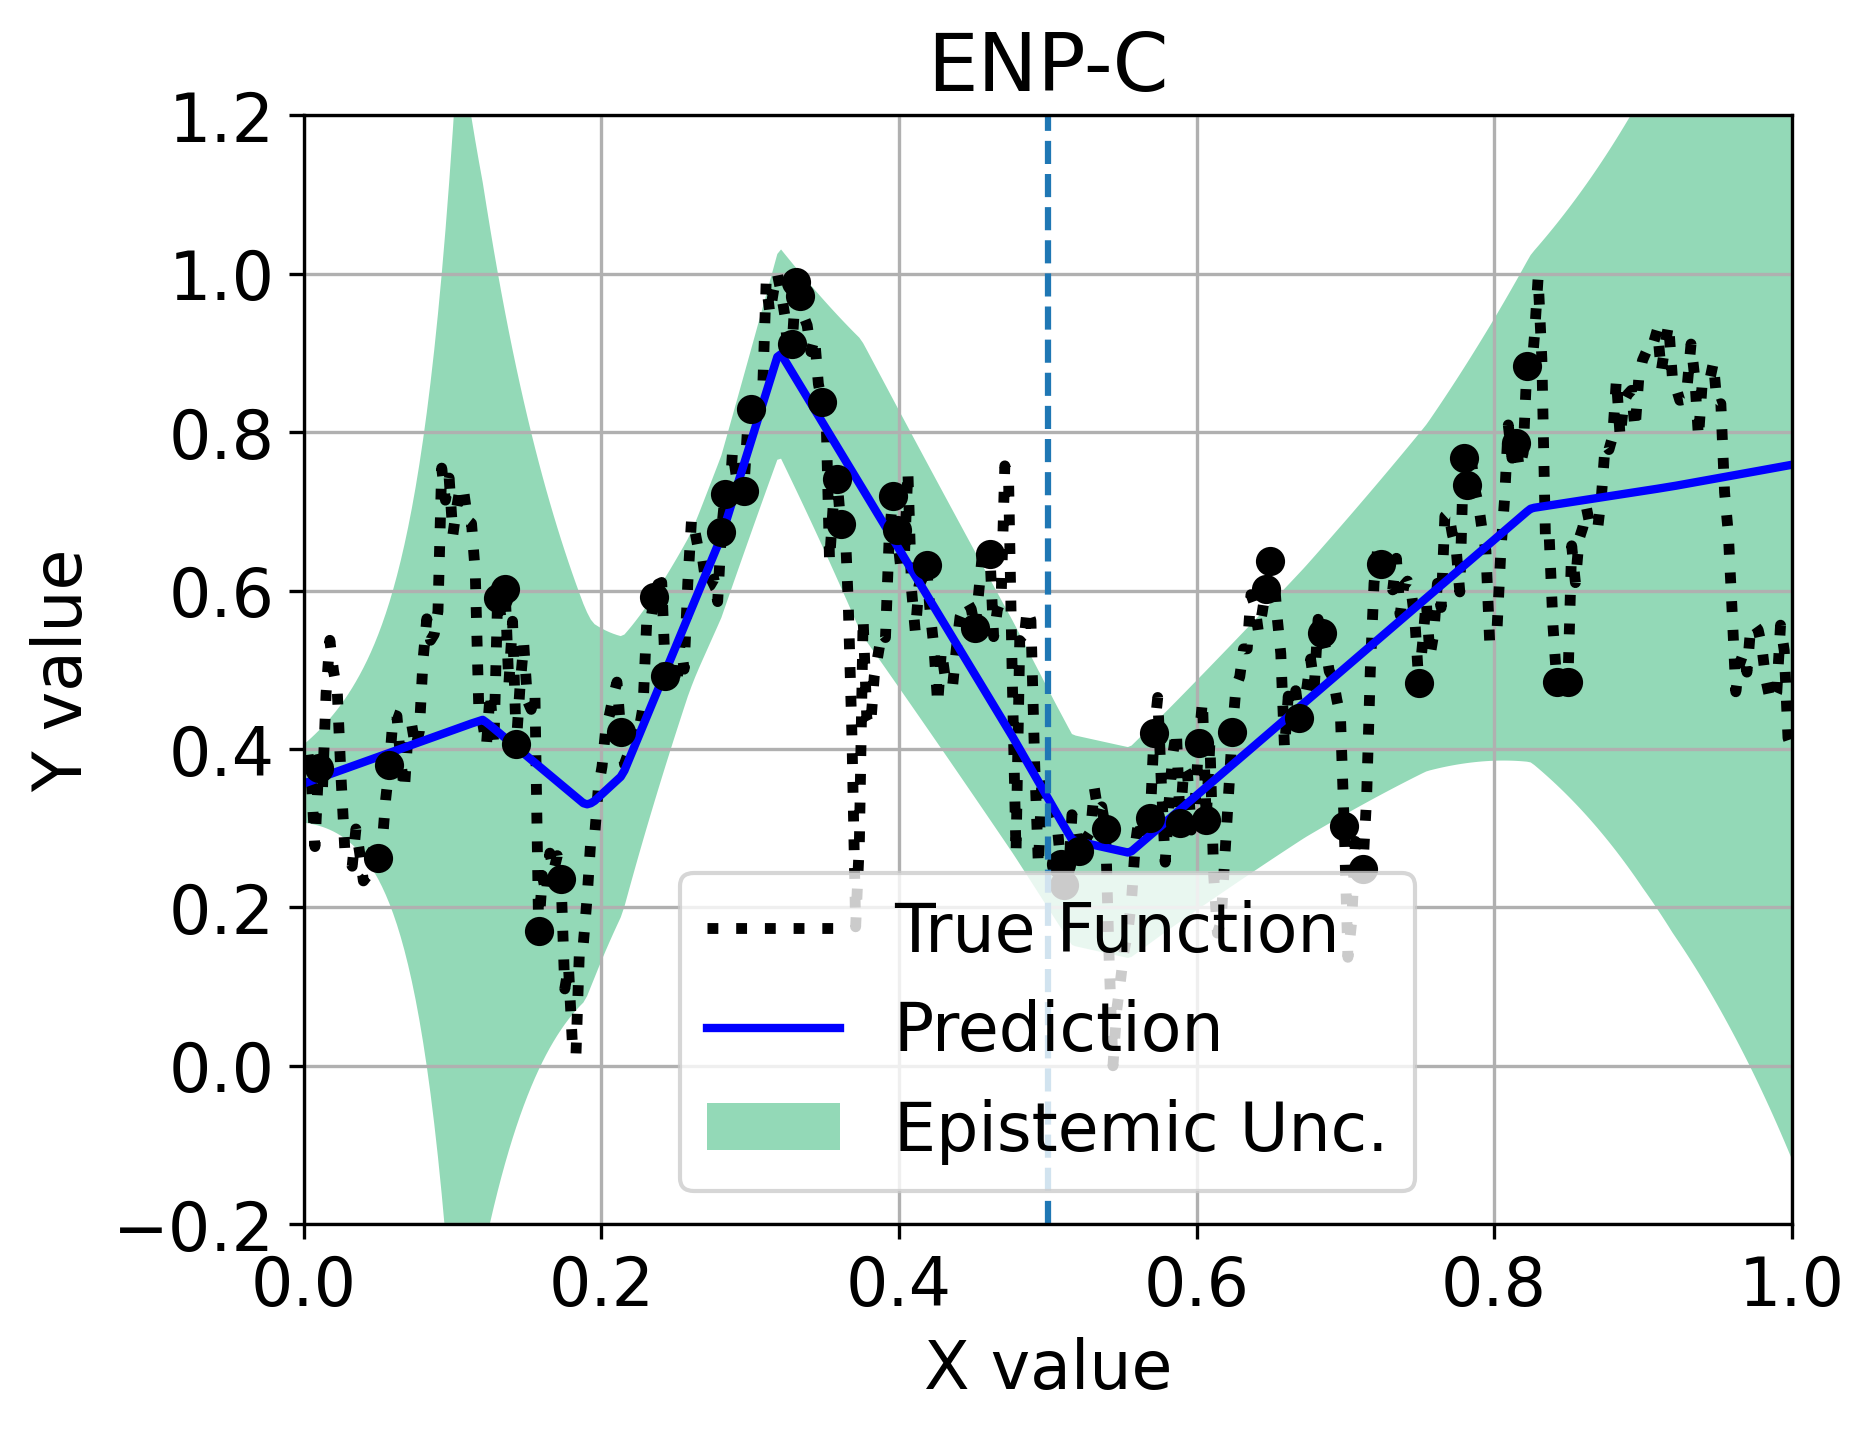 ENP-C
1.2
1.0
0.8
0.6
0.4
0.2
0.0
−0.2
Y value
True Function
Prediction
Epistemic Unc.
0.0 0.2 0.4 0.6 0.8 1.0
X value